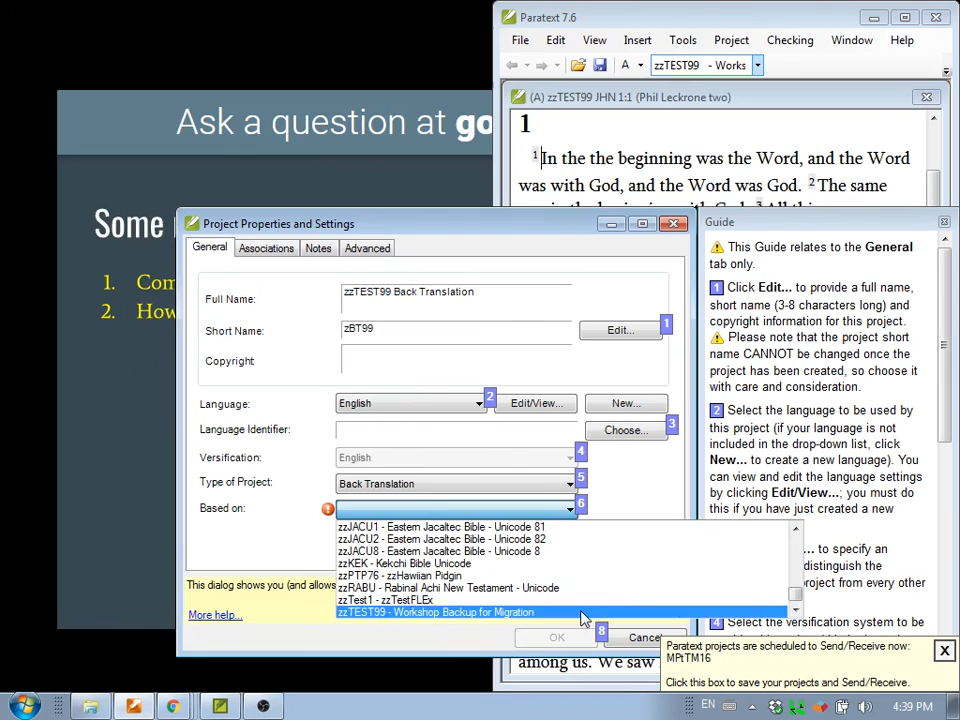 Paratext 7.6
File Edit View Insert Tools Project Checking Window Help
A zzTEST99 - Works
(A) zzTEST99 JHN 1:1 (Phil Leckrone two)
1
1 In the the beginning was the Word, and the Word
was with God, and the Word was God. 2 The same
Ask a question at
Some
1. Com
2. How
Project Properties and Settings
General Associations Notes Advanced
Full Name: zzTEST99 Back Translation
Short Name: zBT99 Edit... 1
Copyright:
Language: English 2 Edit/View... New...
Language Identifier: Choose... 3
Versification: English 4
Type of Project: Back Translation 5
Based on: 6
zzJACU1 - Eastern Jacaltec Bible - Unicode 81
zzJACU2 - Eastern Jacaltec Bible - Unicode 82
zzJACU8 - Eastern Jacaltec Bible - Unicode 8
zzKEK - Kekchi Bible Unicode
zzPTP76 - zzHawiian Pidgin
zzRABU - Rabinal Achi New Testament - Unicode
zzTest1 - zzTestFLEx
zzTEST99 - Workshop Backup for Migration
This dialog shows you (and allows
More help...
OK 8 Cancel
Guide
This Guide relates to the General
tab only.
1 Click Edit... to provide a full name,
short name (3-8 characters long) and
copyright information for this project.
Please note that the project short
name CANNOT be changed once the
project has been created, so choose it
with care and consideration.
2 Select the language to be used by
this project (if your language is not
included in the drop-down list, click
New... to create a new language). You
can view and edit the language settings
by clicking Edit/View...; you must do
this if you have just created a new
... to specify an
distinguish the
project from every other
4 Select the versification system to be
among us. We saw
Paratext projects are scheduled to Send/Receive now:
MPtTM16
Click this box to save your projects and Send/Receive.
X
EN 4:39 PM